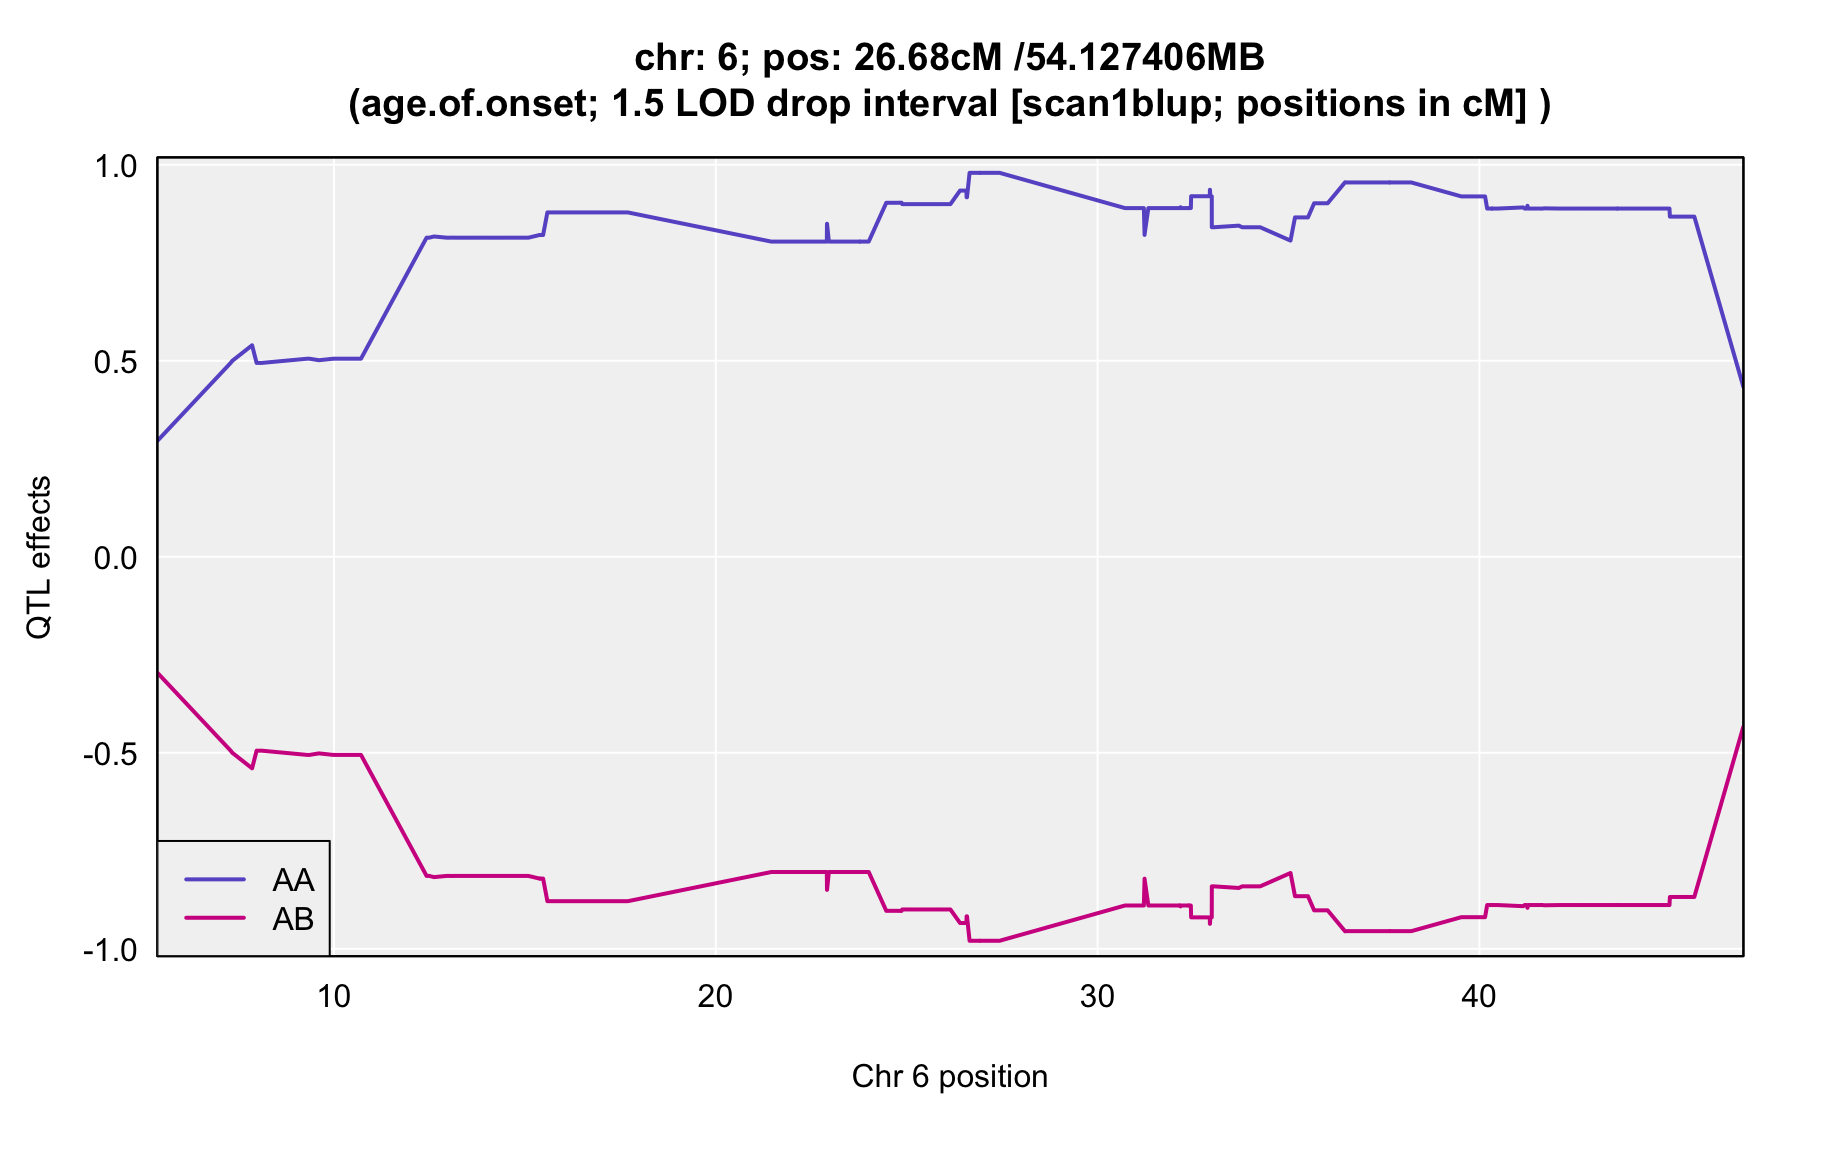 chr: 6; pos: 26.68cM /54.127406MB
(age.of.onset; 1.5 LOD drop interval [scan1blup; positions in cM] )
1.0
0.5
0.0
-0.5
-1.0
QTL effects
AA
AB
10 20 30 40
Chr 6 position